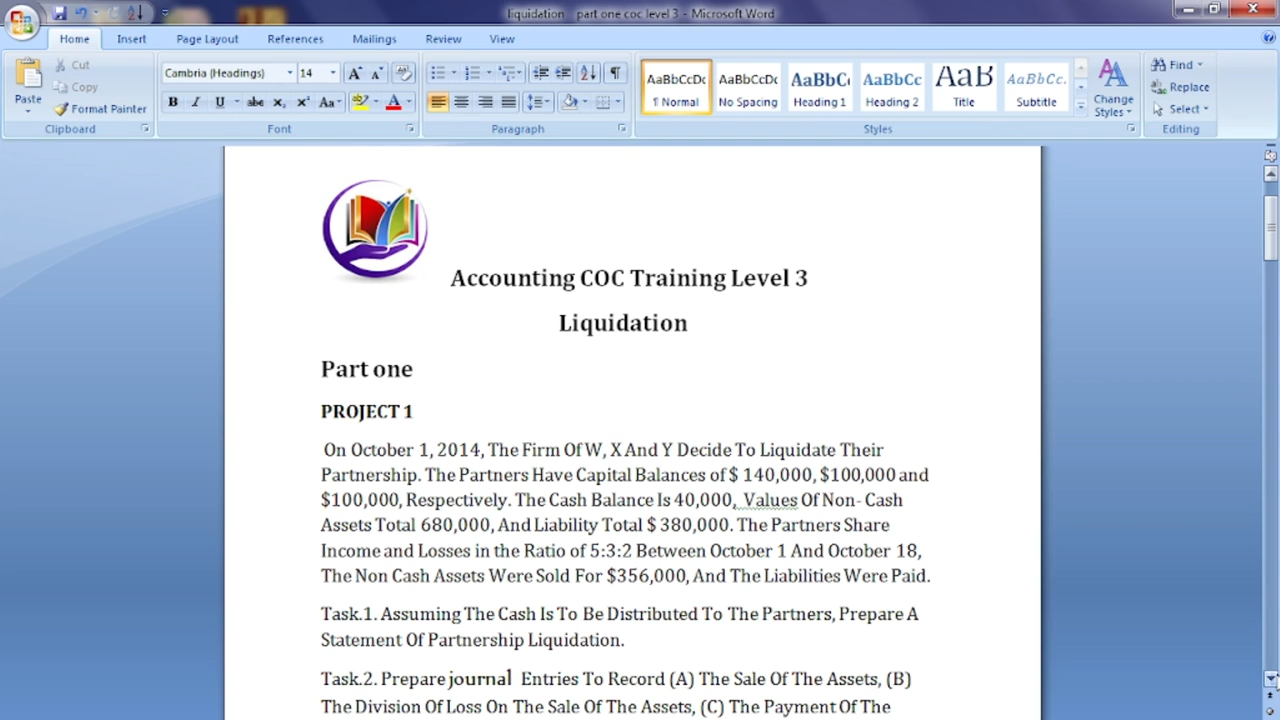 liquidation part one coc level 3 - Microsoft Word
Home Insert Page Layout References Mailings Review View
Paste
Cut
Copy
Format Painter
Clipboard
Cambria (Headings) 14
B I U abc x₂ x² Aa
Font
Paragraph
AaBbCcDc AaBbCcDc AaBbC AaBbCc AaB AaBbCc.
¶ Normal No Spacing Heading 1 Heading 2 Title Subtitle
Change Styles
Styles
Find
Replace
Select
Editing
Accounting COC Training Level 3
Liquidation
Part one
PROJECT 1
On October 1, 2014, The Firm Of W, X And Y Decide To Liquidate Their
Partnership. The Partners Have Capital Balances of $ 140,000, $100,000 and
$100,000, Respectively. The Cash Balance Is 40,000, Values Of Non- Cash
Assets Total 680,000, And Liability Total $ 380,000. The Partners Share
Income and Losses in the Ratio of 5:3:2 Between October 1 And October 18,
The Non Cash Assets Were Sold For $356,000, And The Liabilities Were Paid.
Task.1. Assuming The Cash Is To Be Distributed To The Partners, Prepare A
Statement Of Partnership Liquidation.
Task.2. Prepare journal Entries To Record (A) The Sale Of The Assets, (B)
The Division Of Loss On The Sale Of The Assets, (C) The Payment Of The